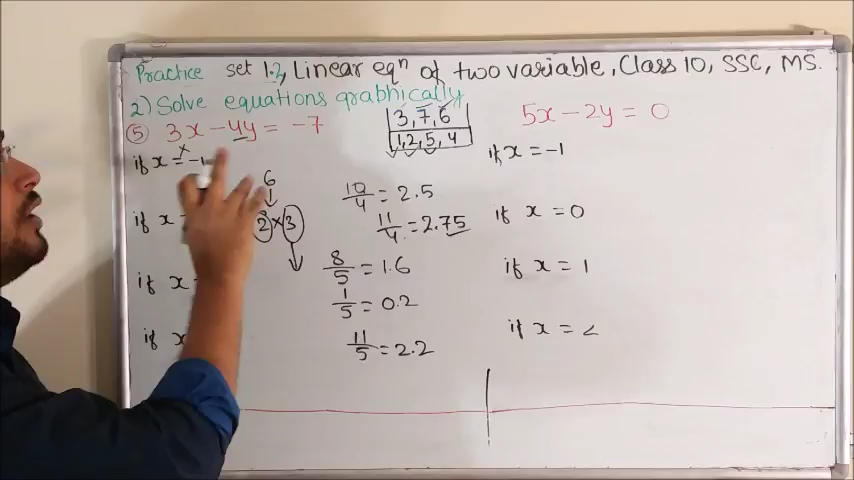 Practice set 1.2, Linear eqn of two variable, Class 10, SSC, MS.
2) Solve equations graphically
⑤ 3x - 4y = -7
3, 7, 6
1, 2, 5, 4
5x - 2y = 0
if x = -1
6
10/4 = 2.5
if x = -1
if x
2 × 3
11/4 = 2.75
if x = 0
if x
8/5 = 1.6
if x = 1
1/5 = 0.2
if x
11/5 = 2.2
if x =